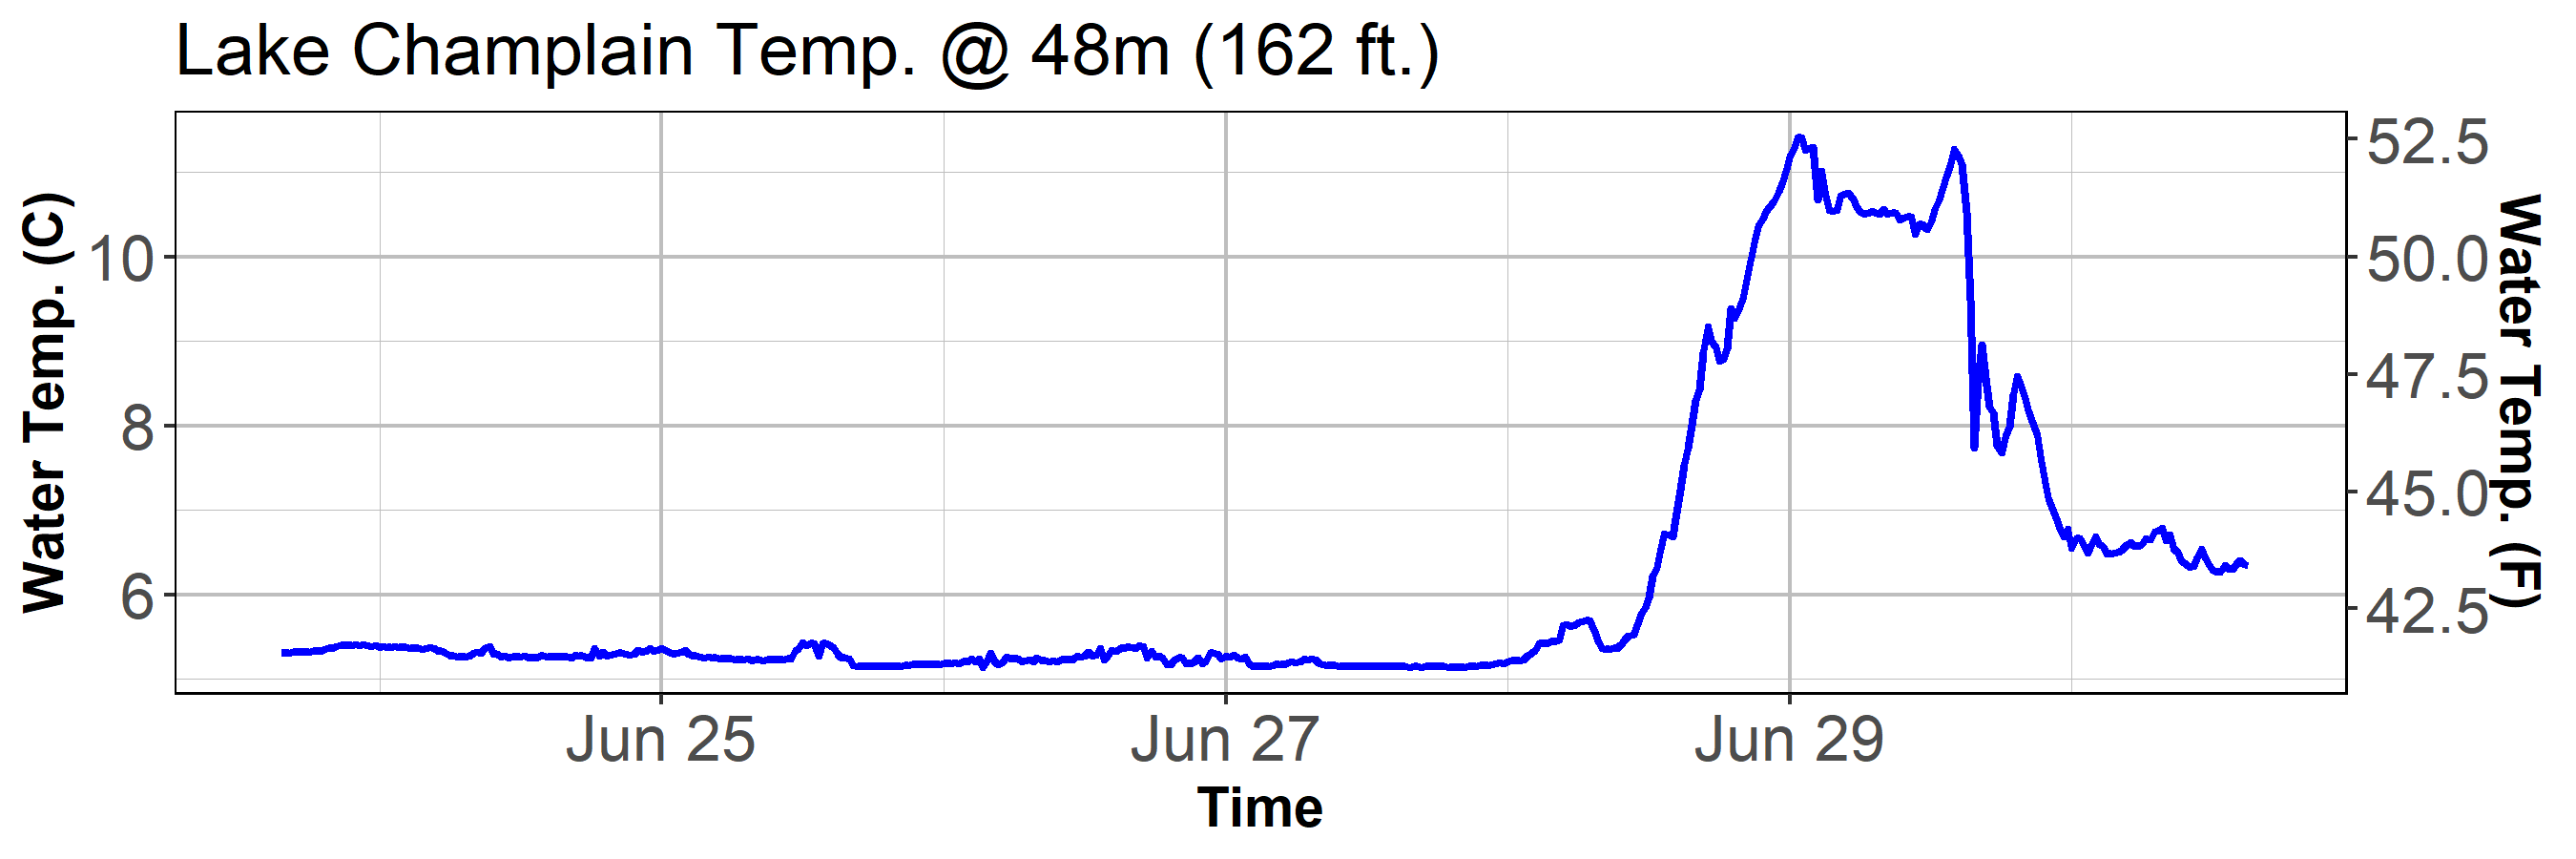 Lake Champlain Temp. @ 48m (162 ft.)
Water Temp. (C)
10
8
6
52.5
50.0
47.5
45.0
42.5
Water Temp. (F)
Jun 25
Jun 27
Jun 29
Time